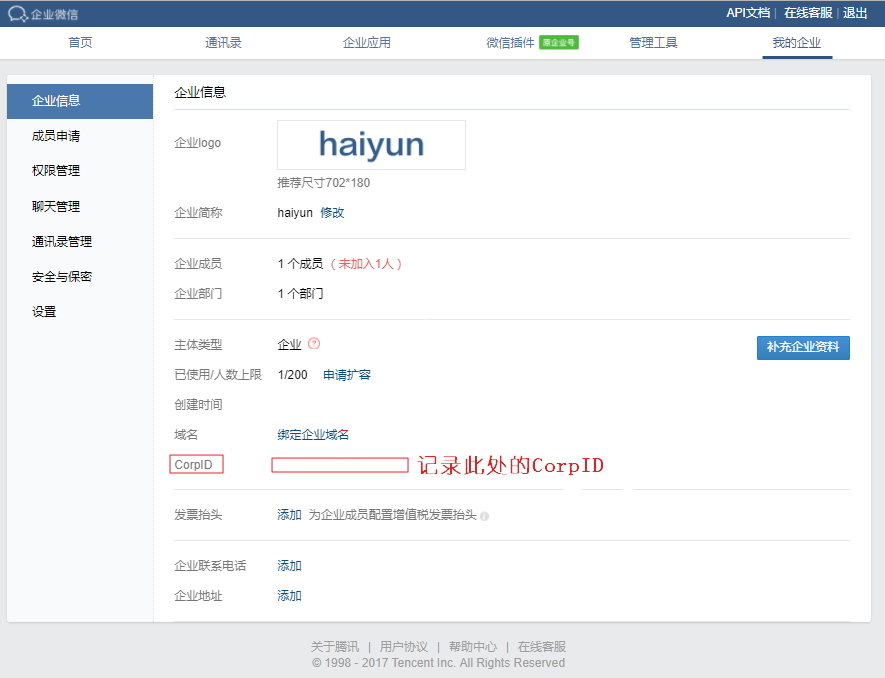 企业微信 API文档 | 在线客服 | 退出
首页 通讯录 企业应用 微信插件 原企业号 管理工具 我的企业
企业信息
成员申请
权限管理
聊天管理
通讯录管理
安全与保密
设置
企业信息
企业logo haiyun
推荐尺寸702*180
企业简称 haiyun 修改
企业成员 1 个成员 ( 未加入1人 )
企业部门 1 个部门
主体类型 企业 ? 补充企业资料
已使用/人数上限 1/200 申请扩容
创建时间
域名 绑定企业域名
CorpID 记录此处的CorpID
发票抬头 添加 为企业成员配置增值税发票抬头 i
企业联系电话 添加
企业地址 添加
关于腾讯 | 用户协议 | 帮助中心 | 在线客服
© 1998 - 2017 Tencent Inc. All Rights Reserved